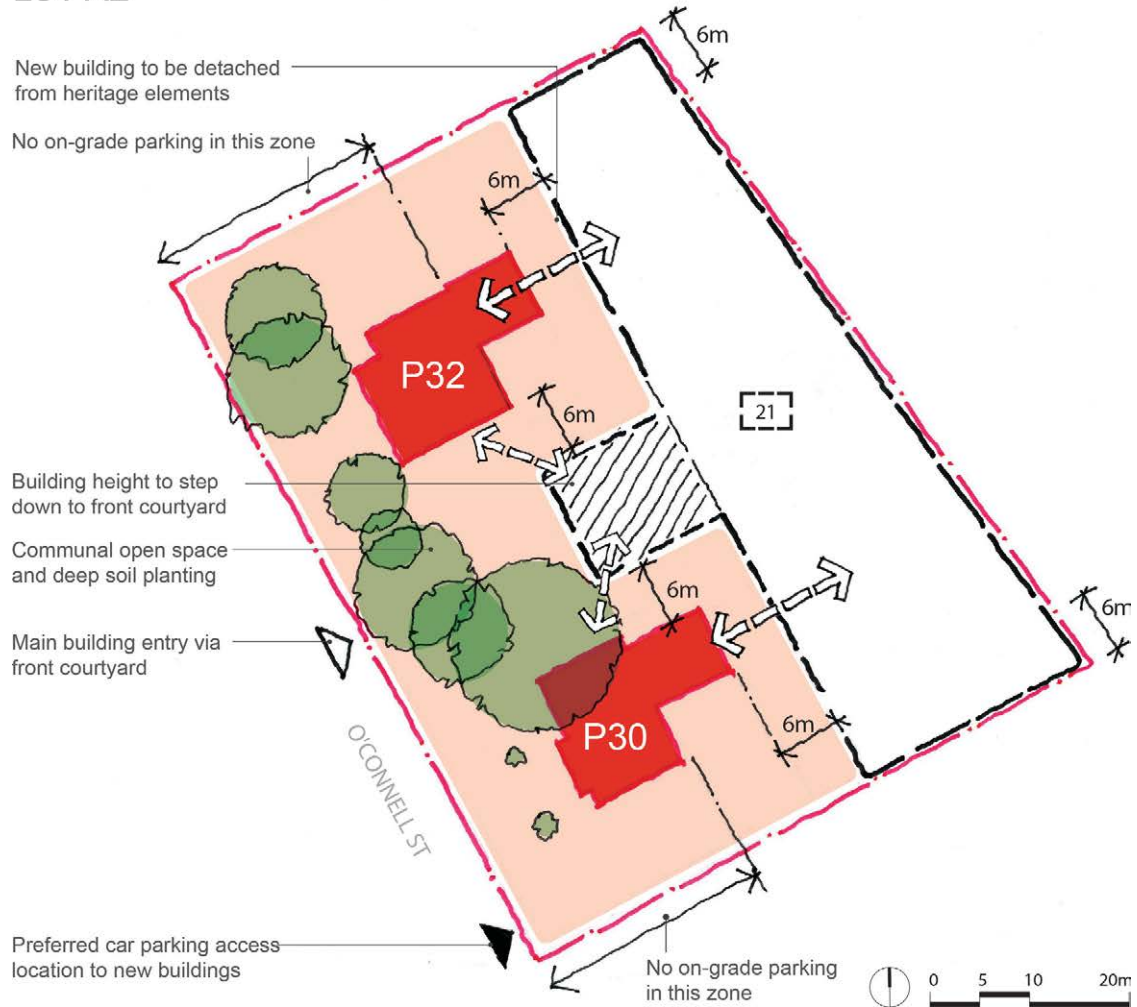 6m
New building to be detached
from heritage elements
No on-grade parking in this zone
6m
P32
6m
21
Building height to step
down to front courtyard
Communal open space
and deep soil planting
6m
6m
Main building entry via
front courtyard
P30
6m
O'CONNELL ST
Preferred car parking access
location to new buildings
No on-grade parking
in this zone
0 5 10 20m